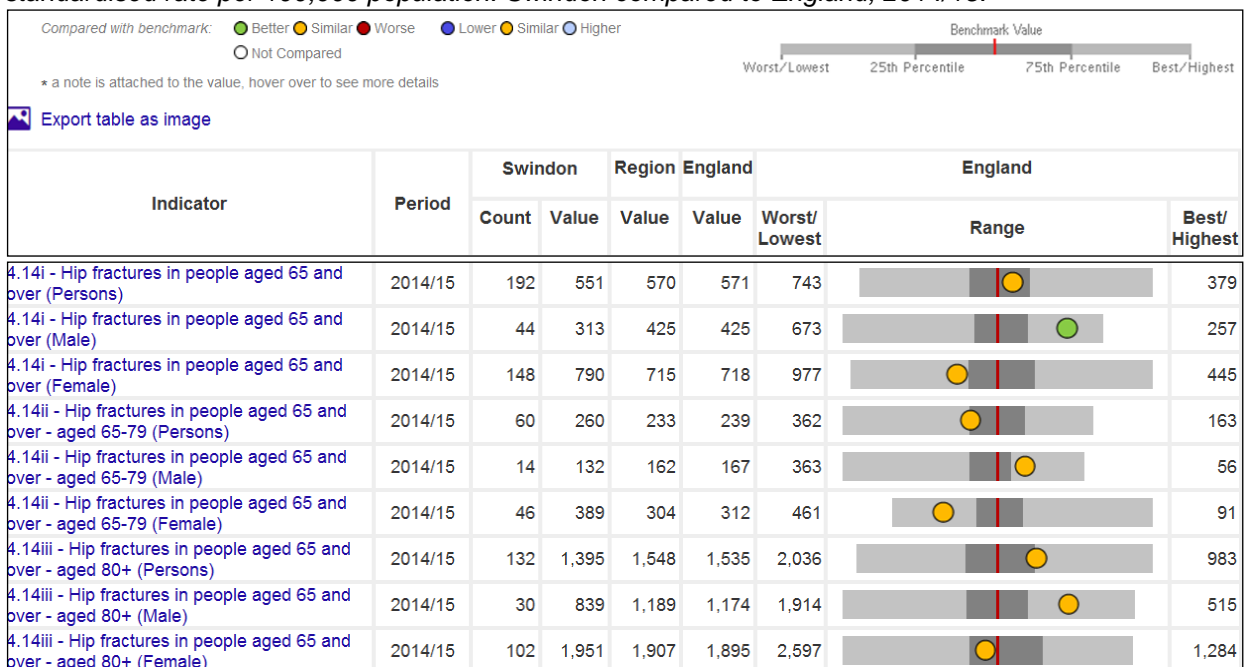 standardised rate per 100,000 population. Swindon compared to England, 2014/15.
Compared with benchmark: Better Similar Worse Lower Similar Higher
Not Compared
* a note is attached to the value, hover over to see more details
Benchmark Value
Worst/Lowest 25th Percentile 75th Percentile Best/Highest
Export table as image
Indicator Period Swindon Region England England
Count Value Value Value Worst/ Lowest Range Best/ Highest
4.14i - Hip fractures in people aged 65 and
over (Persons) 2014/15 192 551 570 571 743 379
4.14i - Hip fractures in people aged 65 and
over (Male) 2014/15 44 313 425 425 673 257
4.14i - Hip fractures in people aged 65 and
over (Female) 2014/15 148 790 715 718 977 445
4.14ii - Hip fractures in people aged 65 and
over - aged 65-79 (Persons) 2014/15 60 260 233 239 362 163
4.14ii - Hip fractures in people aged 65 and
over - aged 65-79 (Male) 2014/15 14 132 162 167 363 56
4.14ii - Hip fractures in people aged 65 and
over - aged 65-79 (Female) 2014/15 46 389 304 312 461 91
4.14iii - Hip fractures in people aged 65 and
over - aged 80+ (Persons) 2014/15 132 1,395 1,548 1,535 2,036 983
4.14iii - Hip fractures in people aged 65 and
over - aged 80+ (Male) 2014/15 30 839 1,189 1,174 1,914 515
4.14iii - Hip fractures in people aged 65 and
over - aged 80+ (Female) 2014/15 102 1,951 1,907 1,895 2,597 1,284